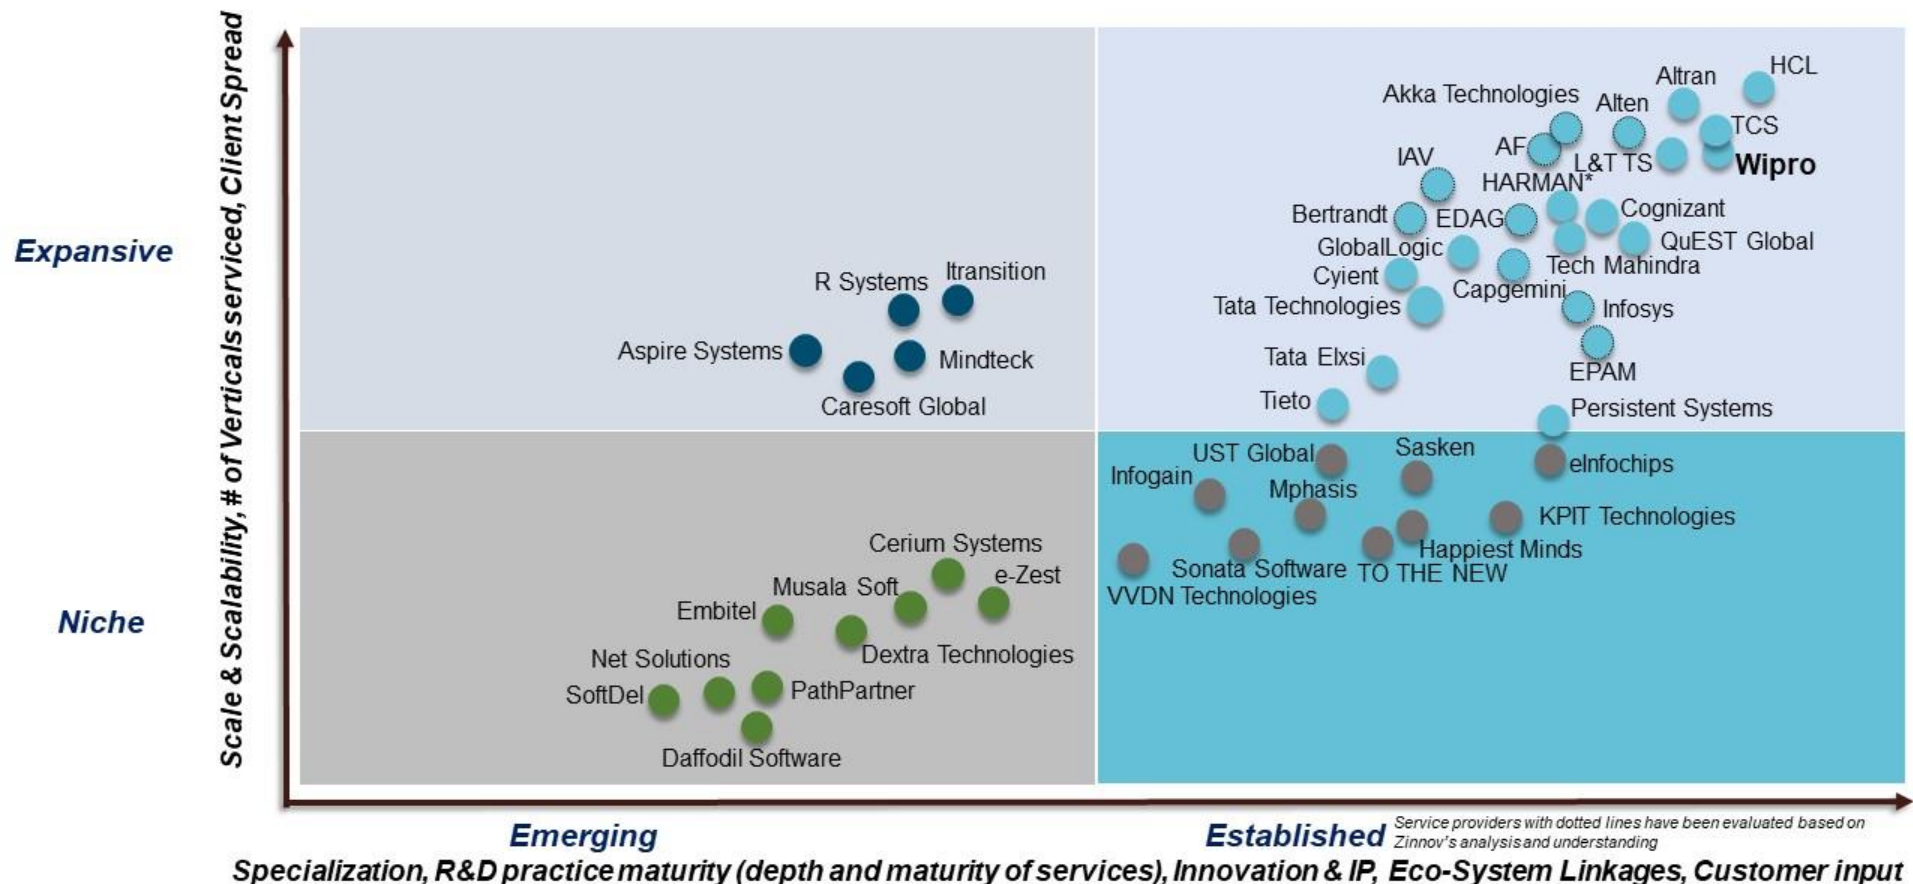 Scale & Scalability, # of Verticals serviced, Client Spread
Expansive
Niche
HCL
Altran
Akka Technologies
Alten
TCS
AF
L&T TS
Wipro
IAV
HARMAN*
Bertrandt
EDAG
Cognizant
GlobalLogic
QuEST Global
Cyient
Tech Mahindra
Capgemini
Tata Technologies
Infosys
Tata Elxsi
EPAM
Tieto
Persistent Systems
R Systems
Itransition
Aspire Systems
Mindteck
Caresoft Global
UST Global
Sasken
eInfochips
Infogain
Mphasis
KPIT Technologies
Happiest Minds
Sonata Software
TO THE NEW
VVDN Technologies
Cerium Systems
e-Zest
Musala Soft
Embitel
Dextra Technologies
Net Solutions
SoftDel
PathPartner
Daffodil Software
Emerging
Established
Service providers with dotted lines have been evaluated based on
Zinnov's analysis and understanding
Specialization, R&D practice maturity (depth and maturity of services), Innovation & IP, Eco-System Linkages, Customer input